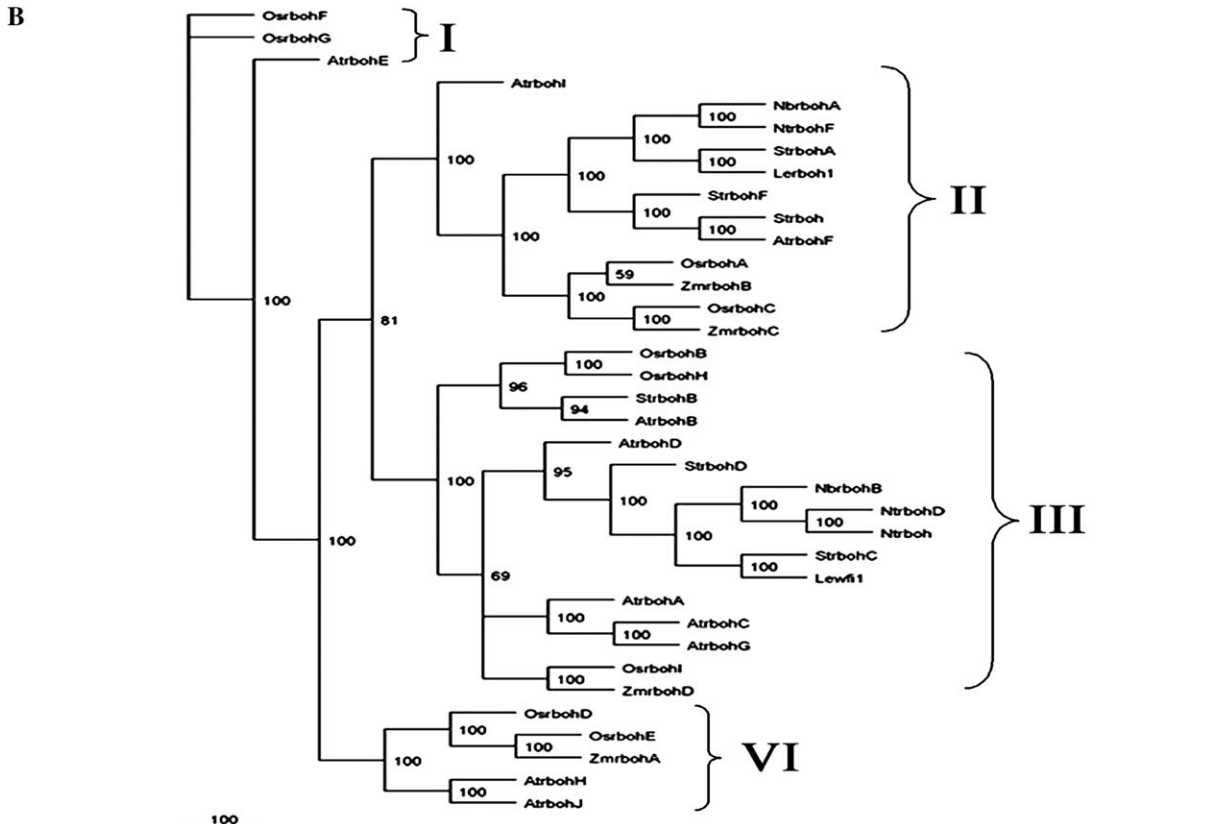 B
OsrbohF
OsrbohG
I
AtrbohE
AtrbohI
NbrbohA
100
NtrbohF
100
StrbohA
100
100
Lerboh1
100
StrbohF
100
Strboh
100
100
AtrbohF
II
OsrbohA
59
ZmrbohB
100
OsrbohC
100
100
ZmrbohC
81
OsrbohB
100
OsrbohH
96
StrbohB
94
AtrbohB
AtrbohD
95
StrbohD
100
NbrbohB
100
100
NtrbohD
100
Ntrboh
III
100
StrbohC
100
100
Lewfi1
69
AtrbohA
100
AtrbohC
100
AtrbohG
OsrbohI
100
ZmrbohD
OsrbohD
100
OsrbohE
100
ZmrbohA
VI
100
AtrbohH
100
AtrbohJ
100